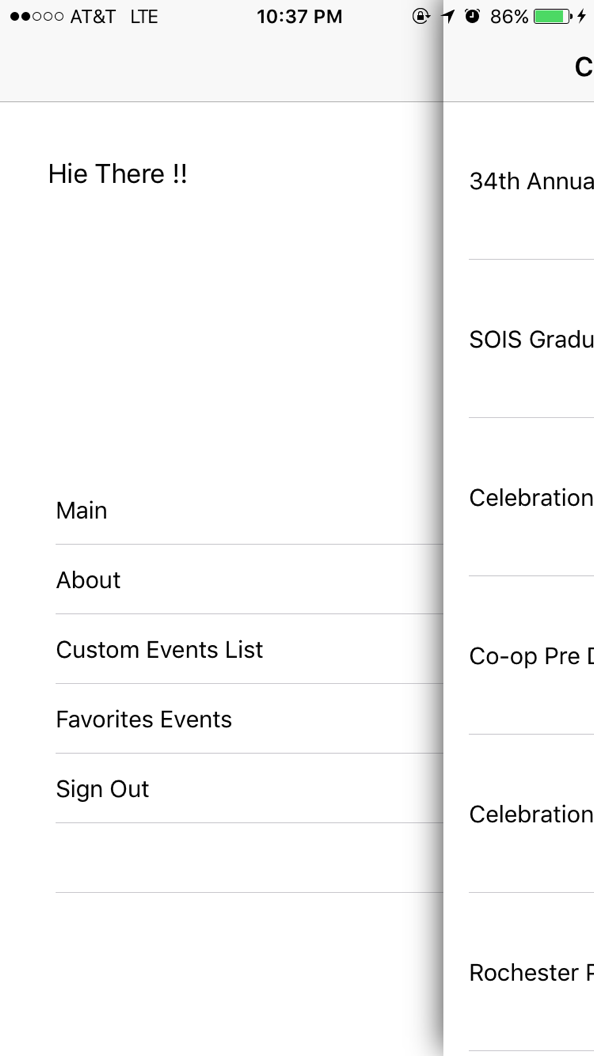 AT&T LTE 10:37 PM 86%
C
Hie There !!
Main
About
Custom Events List
Favorites Events
Sign Out
34th Annua
SOIS Gradu
Celebration
Co-op Pre D
Celebration
Rochester P